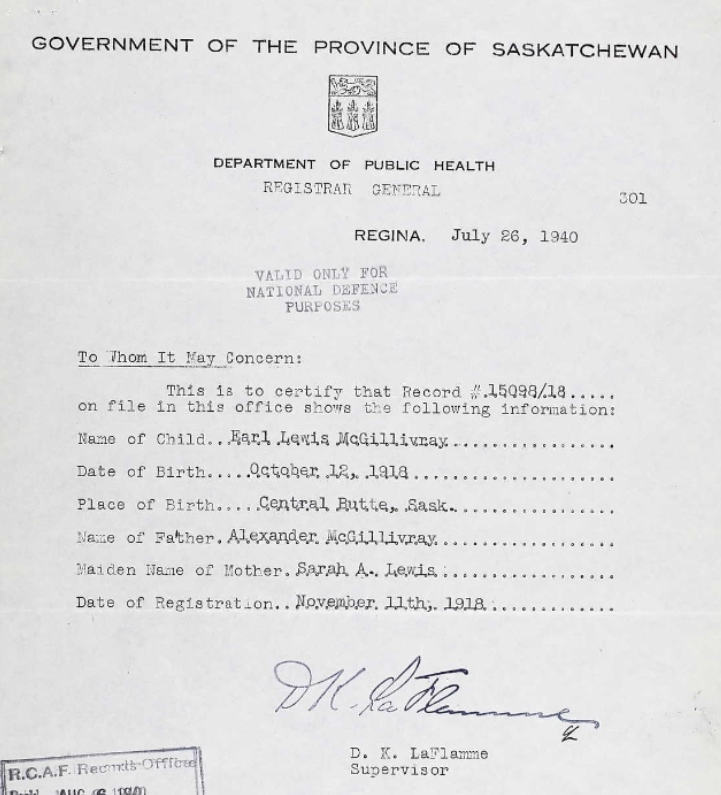 GOVERNMENT OF THE PROVINCE OF SASKATCHEWAN
DEPARTMENT OF PUBLIC HEALTH
REGISTRAR GENERAL
301
REGINA, July 26, 1940
VALID ONLY FOR
NATIONAL DEFENCE
PURPOSES
To Whom It May Concern:
This is to certify that Record #.15098/18.....
on file in this office shows the following information:
Name of Child...Earl Lewis McGillivray..................
Date of Birth.....October 12, 1918.....................
Place of Birth.....Central Butte, Sask..................
Name of Father. Alexander McGillivray..................
Maiden Name of Mother. Sarah A. Lewis..................
Date of Registration.. November 11th, 1918.............
D K. LaFlamme
D. K. LaFlamme
Supervisor
R.C.A.F. Records Office
AUG 6 1940